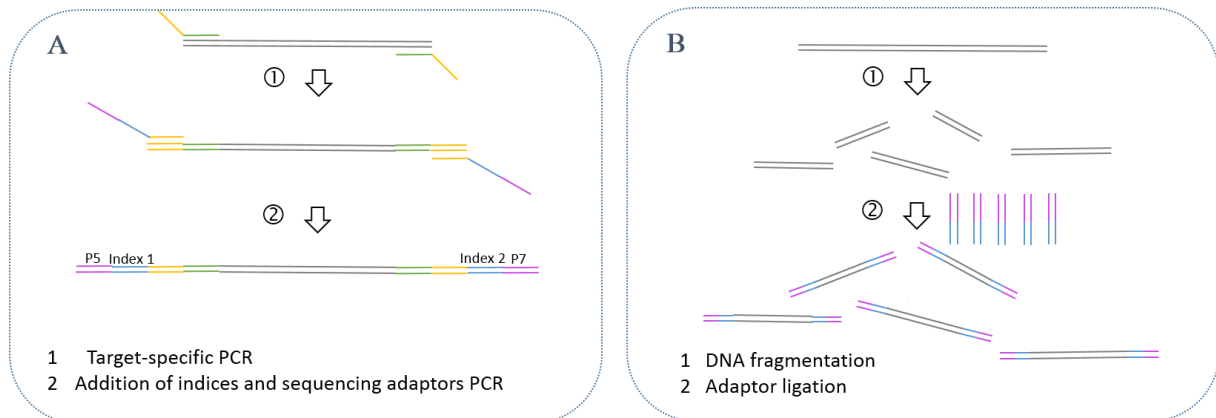 A
①
②
P5 Index 1
Index 2 P7
1 Target-specific PCR
2 Addition of indices and sequencing adaptors PCR
B
①
②
1 DNA fragmentation
2 Adaptor ligation